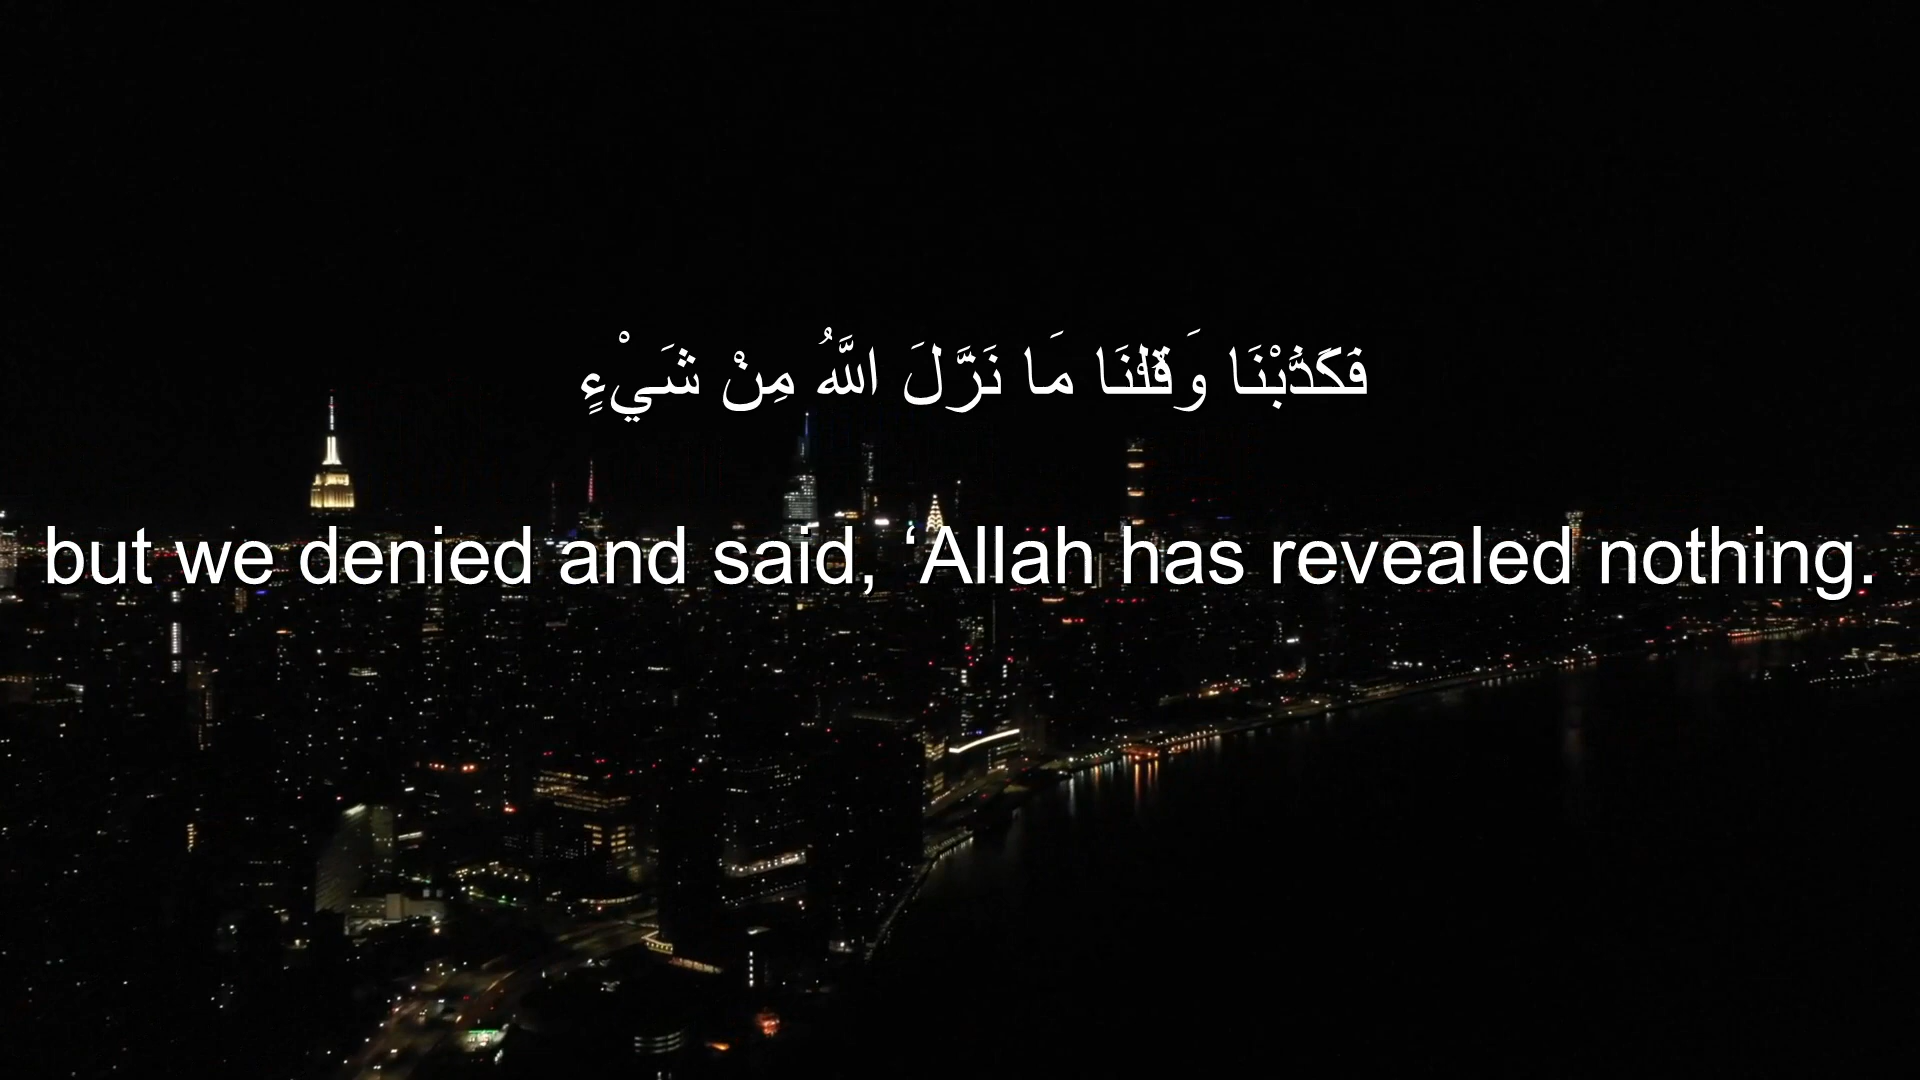 فَكَذَّبْنَا وَقُلْنَا مَا نَزَّلَ اللَّهُ مِنْ شَيْءٍ
but we denied and said, ‘Allah has revealed nothing.